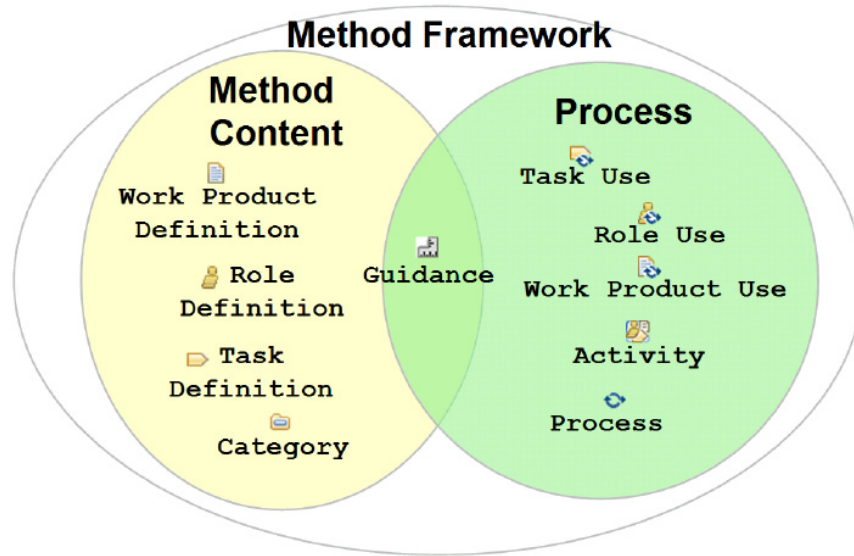 Method Framework
Method
Content
Work Product
Definition
Role
Definition
Task
Definition
Category
Guidance
Process
Task Use
Role Use
Work Product Use
Activity
Process